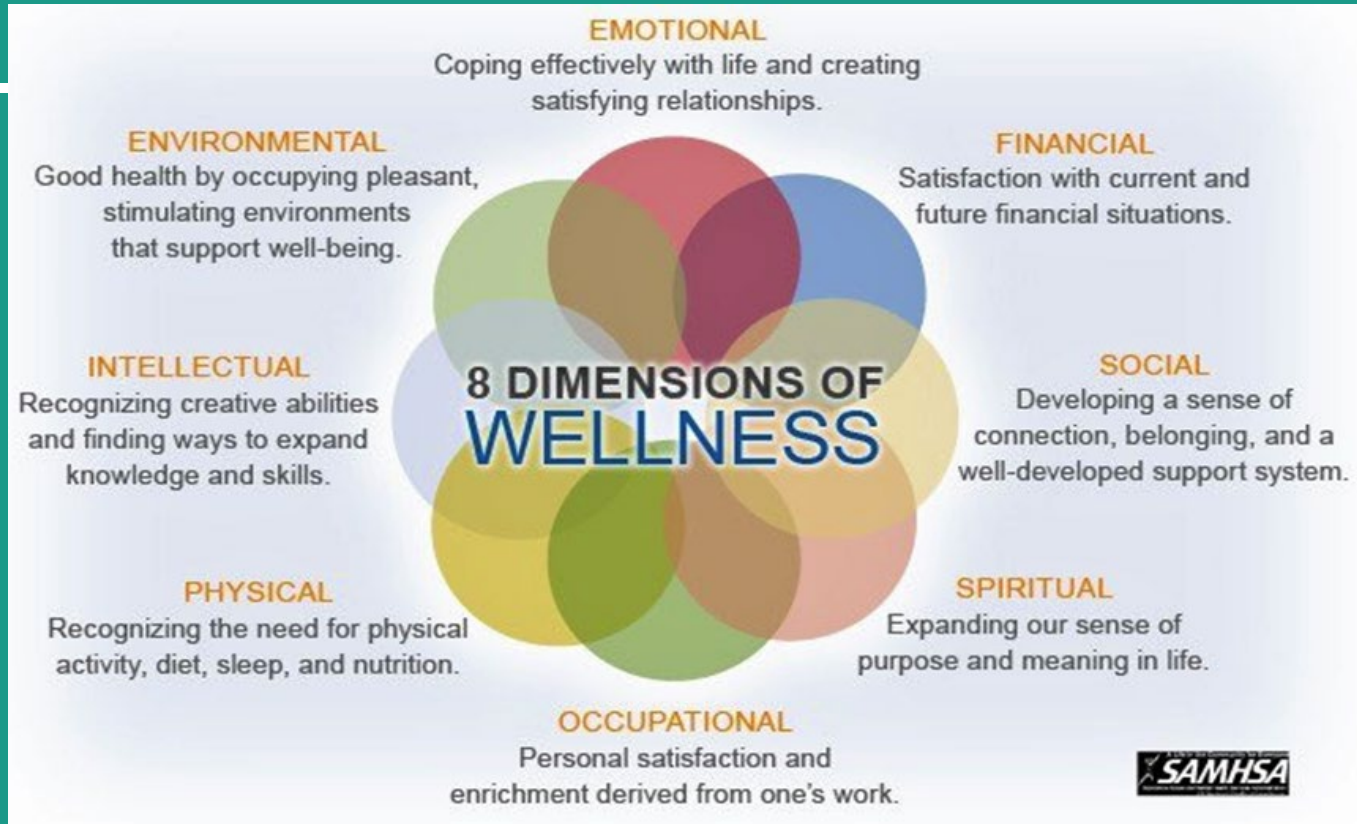 EMOTIONAL
Coping effectively with life and creating
satisfying relationships.
FINANCIAL
Satisfaction with current and
future financial situations.
SOCIAL
Developing a sense of
connection, belonging, and a
well-developed support system.
SPIRITUAL
Expanding our sense of
purpose and meaning in life.
OCCUPATIONAL
Personal satisfaction and
enrichment derived from one's work.
PHYSICAL
Recognizing the need for physical
activity, diet, sleep, and nutrition.
INTELLECTUAL
Recognizing creative abilities
and finding ways to expand
knowledge and skills.
ENVIRONMENTAL
Good health by occupying pleasant,
stimulating environments
that support well-being.
8 DIMENSIONS OF
WELLNESS
SAMHSA